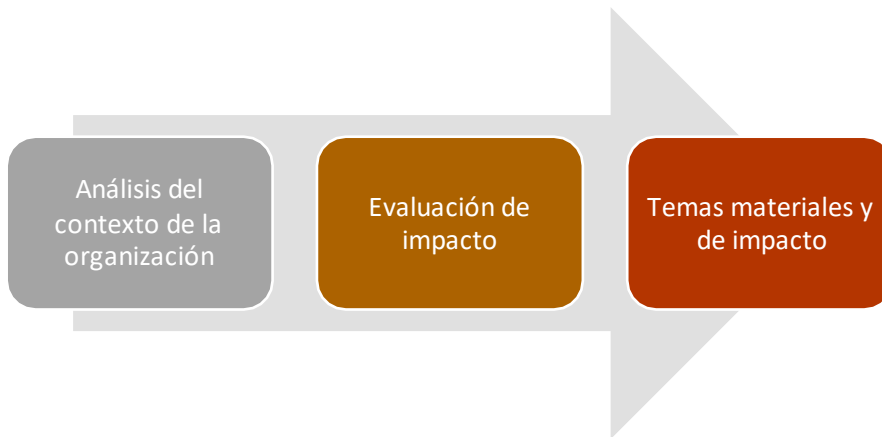 Análisis del
contexto de la
organización
Evaluación de
impacto
Temas materiales y
de impacto